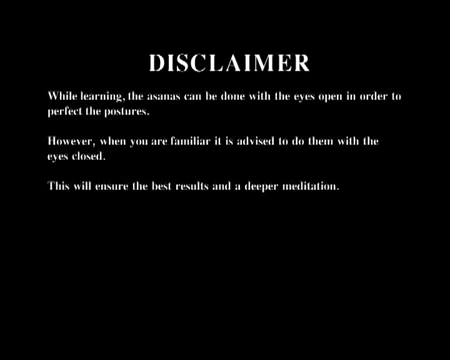 DISCLAIMER
While learning, the asanas can be done with the eyes open in order to
perfect the postures.
However, when you are familiar it is advised to do them with the
eyes closed.
This will ensure the best results and a deeper meditation.